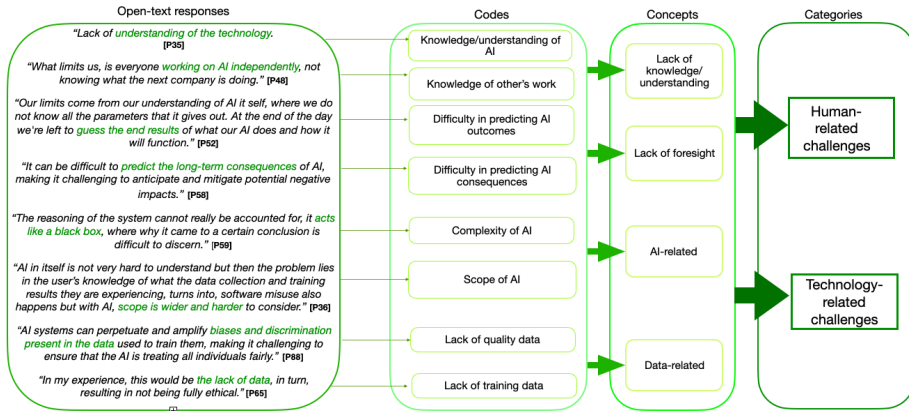 Open-text responses
Codes
Concepts
Categories
“Lack of understanding of the technology.
[P35]
“What limits us, is everyone working on AI independently, not
knowing what the next company is doing.” [P48]
“Our limits come from our understanding of AI it self, where we do
not know all the parameters that it gives out. At the end of the day
we're left to guess the end results of what our AI does and how it
will function.” [P52]
“It can be difficult to predict the long-term consequences of AI,
making it challenging to anticipate and mitigate potential negative
impacts.” [P58]
“The reasoning of the system cannot really be accounted for, it acts
like a black box, where why it came to a certain conclusion is
difficult to discern.” [P59]
“AI in itself is not very hard to understand but then the problem lies
in the user’s knowledge of what the data collection and training
results they are experiencing, turns into, software misuse also
happens but with AI, scope is wider and harder to consider.” [P36]
“AI systems can perpetuate and amplify biases and discrimination
present in the data used to train them, making it challenging to
ensure that the AI is treating all individuals fairly.” [P88]
“In my experience, this would be the lack of data, in turn,
resulting in not being fully ethical.” [P65]
Knowledge/understanding of
AI
Knowledge of other’s work
Difficulty in predicting AI
outcomes
Difficulty in predicting AI
consequences
Complexity of AI
Scope of AI
Lack of quality data
Lack of training data
Lack of
knowledge/
understanding
Lack of foresight
AI-related
Data-related
Human-
related
challenges
Technology-
related
challenges